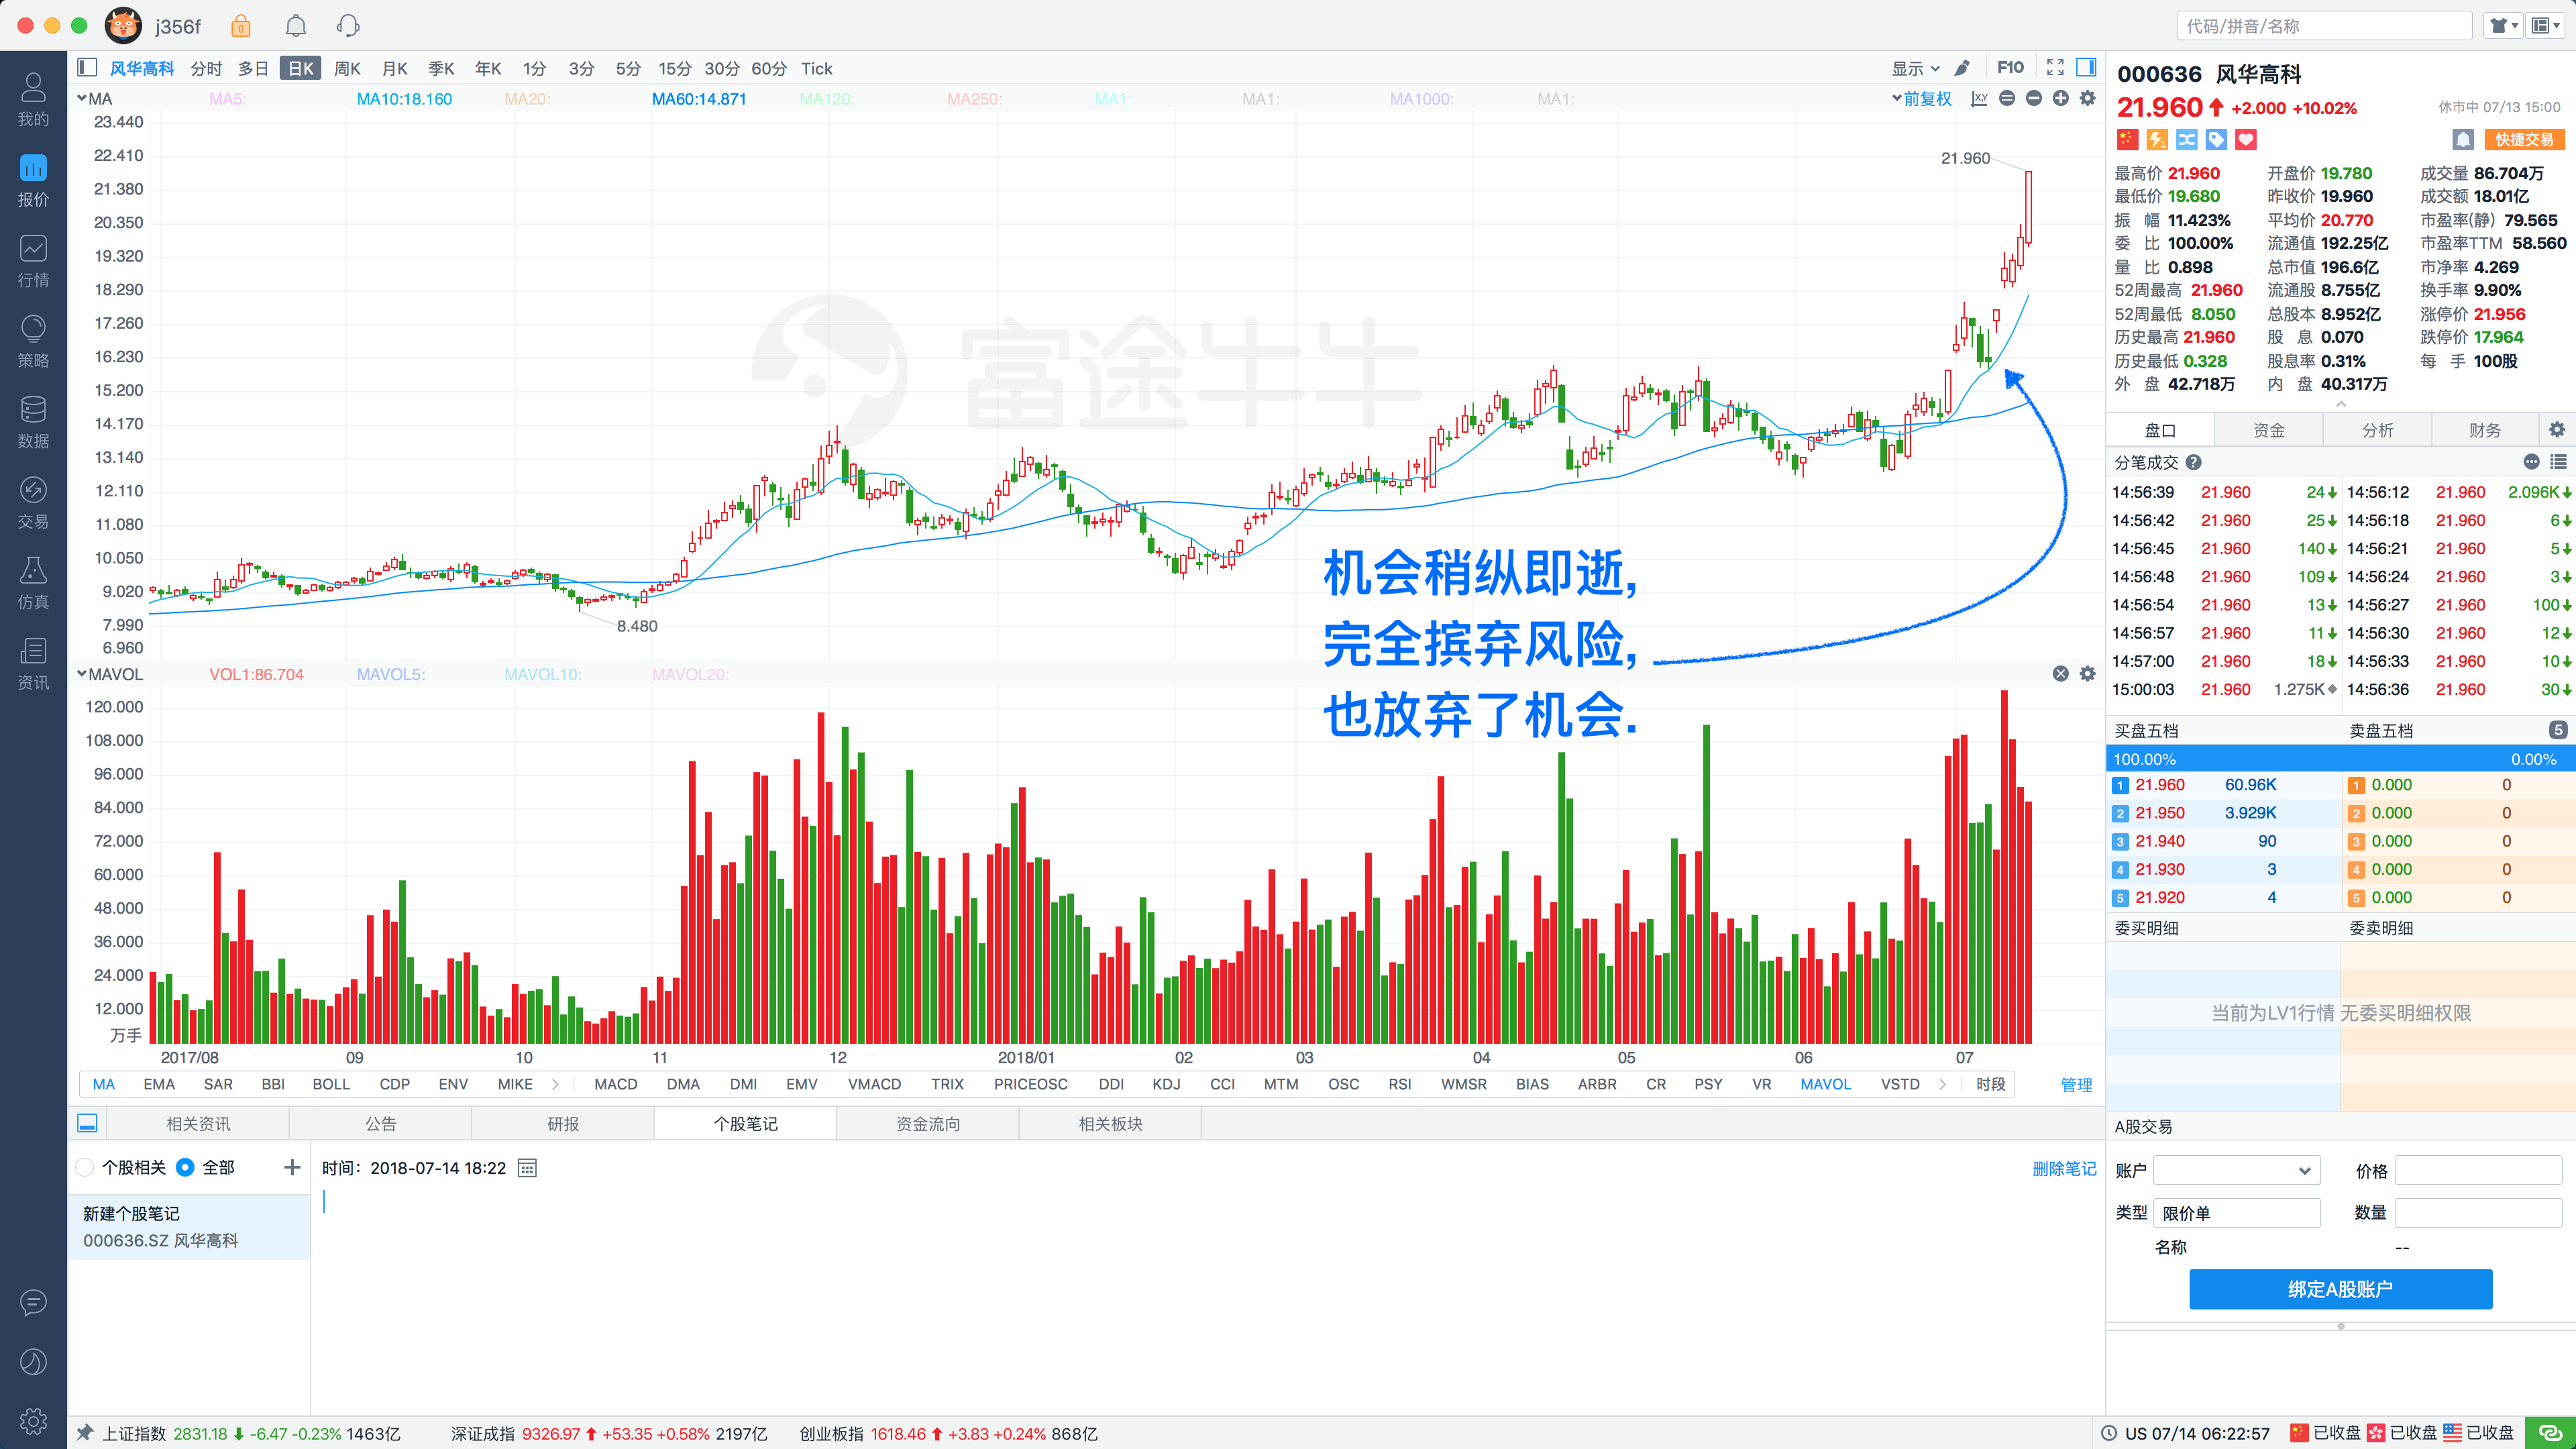 j356f
代码/拼音/名称
我的
报价
行情
策略
数据
交易
仿真
资讯
风华高科 分时 多日 日K 周K 月K 季K 年K 1分 3分 5分 15分 30分 60分 Tick 显示 F10
MA MA5: MA10:18.160 MA20: MA60:14.871 MA120: MA250: MA1: MA1: MA1000: MA1: 前复权
23.440
22.410
21.380
20.350
19.320
18.290
17.260
16.230
15.200
14.170
13.140
12.110
11.080
10.050
9.020
7.990
6.960
21.960
8.480
富途牛牛
机会稍纵即逝,
完全摈弃风险,
也放弃了机会.
MAVOL VOL1:86.704 MAVOL5: MAVOL10: MAVOL20:
120.000
108.000
96.000
84.000
72.000
60.000
48.000
36.000
24.000
12.000
万手
2017/08 09 10 11 12 2018/01 02 03 04 05 06 07
MA EMA SAR BBI BOLL CDP ENV MIKE MACD DMA DMI EMV VMACD TRIX PRICEOSC DDI KDJ CCI MTM OSC RSI WMSR BIAS ARBR CR PSY VR MAVOL VSTD 时段 管理
相关资讯 公告 研报 个股笔记 资金流向 相关板块
个股相关 全部
时间: 2018-07-14 18:22
删除笔记
新建个股笔记
000636.SZ 风华高科
000636 风华高科
21.960 +2.000 +10.02% 休市中 07/13 15:00
快捷交易
最高价 21.960 开盘价 19.780 成交量 86.704万
最低价 19.680 昨收价 19.960 成交额 18.01亿
振 幅 11.423% 平均价 20.770 市盈率(静) 79.565
委 比 100.00% 流通值 192.25亿 市盈率TTM 58.560
量 比 0.898 总市值 196.6亿 市净率 4.269
52周最高 21.960 流通股 8.755亿 换手率 9.90%
52周最低 8.050 总股本 8.952亿 涨停价 21.956
历史最高 21.960 股 息 0.070 跌停价 17.964
历史最低 0.328 股息率 0.31% 每 手 100股
外 盘 42.718万 内 盘 40.317万
盘口 资金 分析 财务
分笔成交
14:56:39 21.960 24 14:56:12 21.960 2.096K
14:56:42 21.960 25 14:56:18 21.960 6
14:56:45 21.960 140 14:56:21 21.960 5
14:56:48 21.960 109 14:56:24 21.960 3
14:56:54 21.960 13 14:56:27 21.960 100
14:56:57 21.960 11 14:56:30 21.960 12
14:57:00 21.960 18 14:56:33 21.960 10
15:00:03 21.960 1.275K 14:56:36 21.960 30
买盘五档 卖盘五档 5
100.00% 0.00%
1 21.960 60.96K 1 0.000 0
2 21.950 3.929K 2 0.000 0
3 21.940 90 3 0.000 0
4 21.930 3 4 0.000 0
5 21.920 4 5 0.000 0
委买明细 委卖明细
当前为LV1行情 无委买明细权限
A股交易
账户 价格
类型 限价单 数量
名称 --
绑定A股账户
上证指数 2831.18 -6.47 -0.23% 1463亿 深证成指 9326.97 +53.35 +0.58% 2197亿 创业板指 1618.46 +3.83 +0.24% 868亿
US 07/14 06:22:57 已收盘 已收盘 已收盘